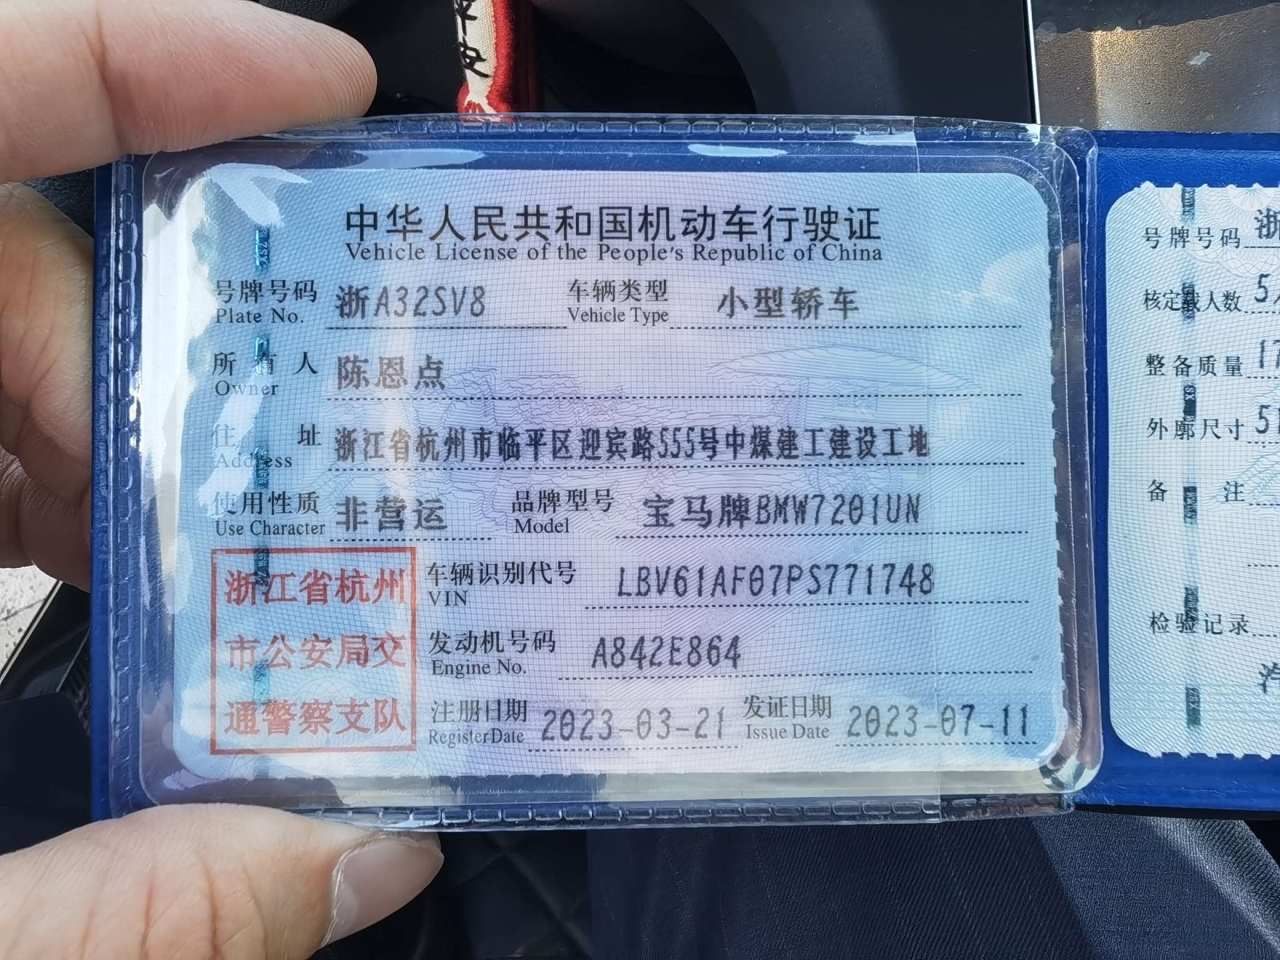 平安
中华人民共和国机动车行驶证
Vehicle License of the People's Republic of China
号牌号码 浙A32SV8 车辆类型 小型轿车
Plate No. Vehicle Type
所有人 陈恩点
Owner
住址 浙江省杭州市临平区迎宾路555号中煤建工建设工地
Address
使用性质 非营运 品牌型号 宝马牌BMW7201UN
Use Character Model
浙江省杭州
市公安局交
通警察支队
车辆识别代号 LBV61AF07PS771748
VIN
发动机号码 A842E864
Engine No.
注册日期 2023-03-21 发证日期 2023-07-11
Register Date Issue Date
号牌号码 浙
核定载人数 5
整备质量 17
外廓尺寸 51
备注
检验记录